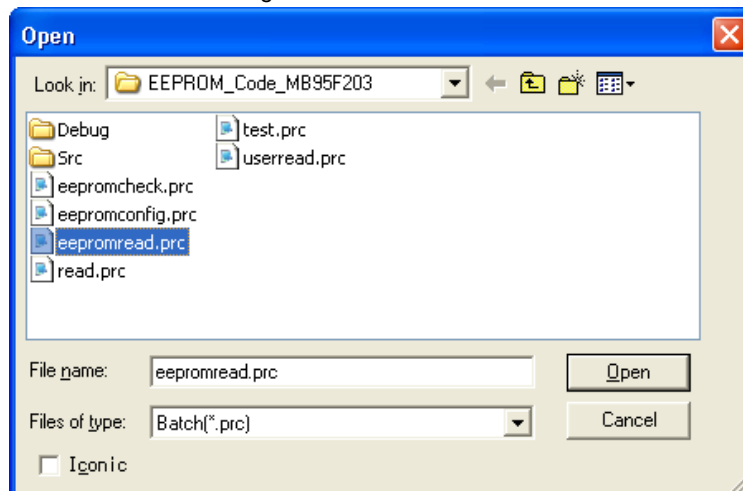 Open
Look in: EEPROM_Code_MB95F203
Debug
Src
eepromcheck.prc
eepromconfig.prc
eepromread.prc
read.prc
test.prc
userread.prc
File name: eepromread.prc Open
Files of type: Batch(*.prc) Cancel
Iconic